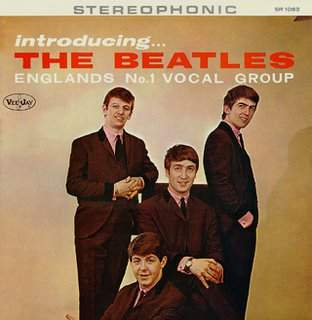 STEREOPHONIC
SR 1062
introducing...
THE BEATLES
ENGLANDS No.1 VOCAL GROUP
VEE-JAY